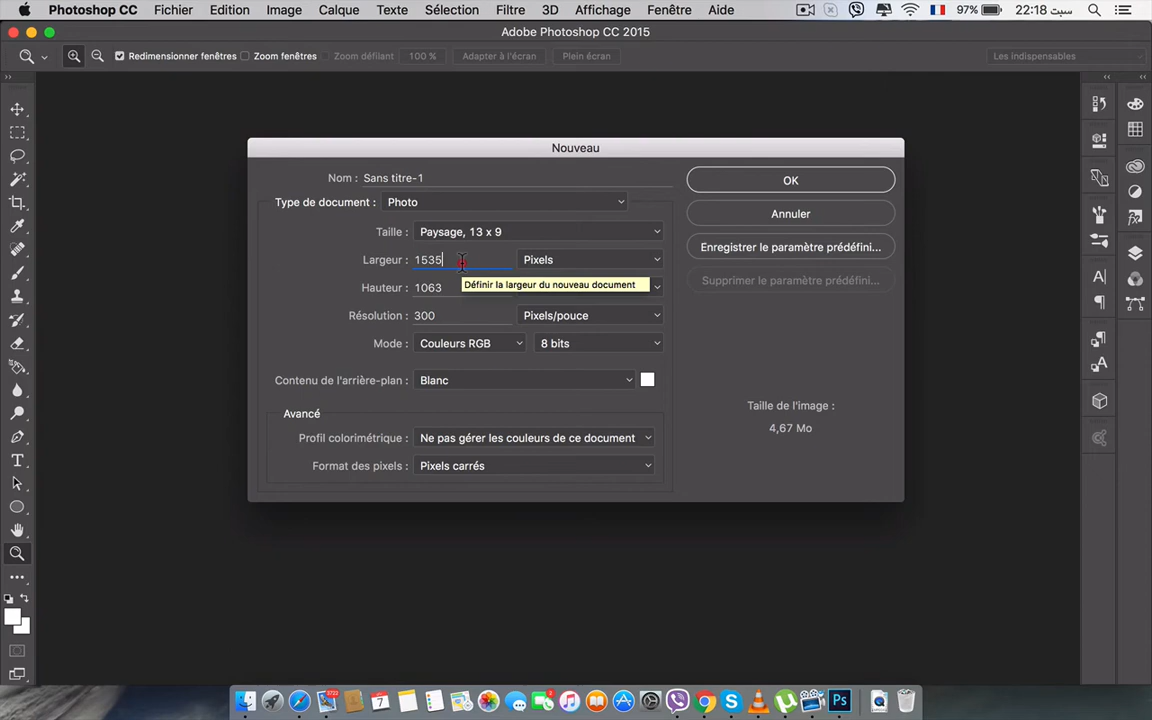 Photoshop CC Fichier Edition Image Calque Texte Sélection Filtre 3D Affichage Fenêtre Aide 97% سبت 22:18
Adobe Photoshop CC 2015
Redimensionner fenêtres Zoom fenêtres Zoom défilant 100 % Adapter à l'écran Plein écran Les indispensables
Nouveau
Nom : Sans titre-1
OK
Type de document : Photo
Annuler
Taille : Paysage, 13 x 9
Enregistrer le paramètre prédéfini...
Largeur : 1535 Pixels
Supprimer le paramètre prédéfini...
Définir la largeur du nouveau document
Hauteur : 1063
Résolution : 300 Pixels/pouce
Mode : Couleurs RGB 8 bits
Contenu de l'arrière-plan : Blanc
Taille de l'image :
4,67 Mo
Avancé
Profil colorimétrique : Ne pas gérer les couleurs de ce document
Format des pixels : Pixels carrés
3722
7
Ps